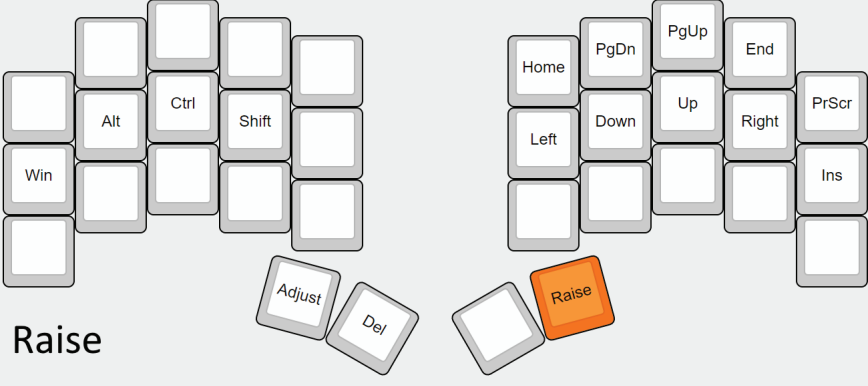 Home PgDn PgUp End PrScr
Win Alt Ctrl Shift Left Down Up Right Ins
Adjust Del Raise
Raise